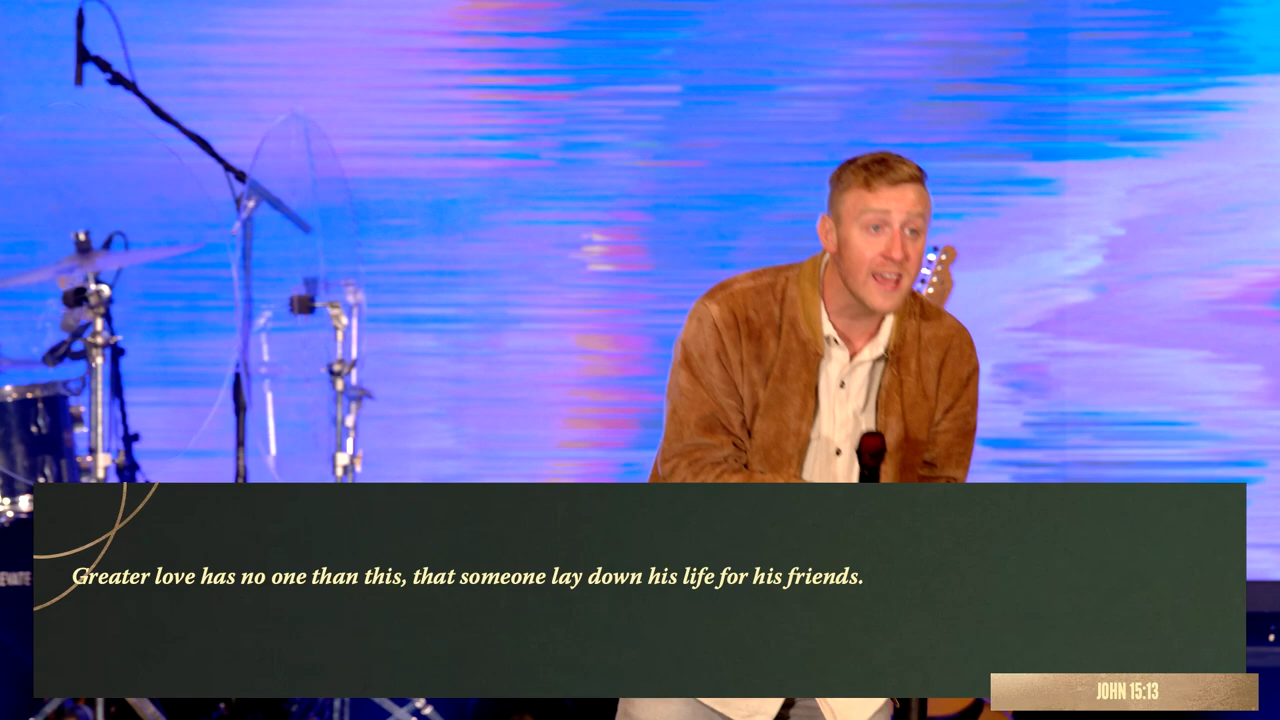 Greater love has no one than this, that someone lay down his life for his friends.
JOHN 15:13